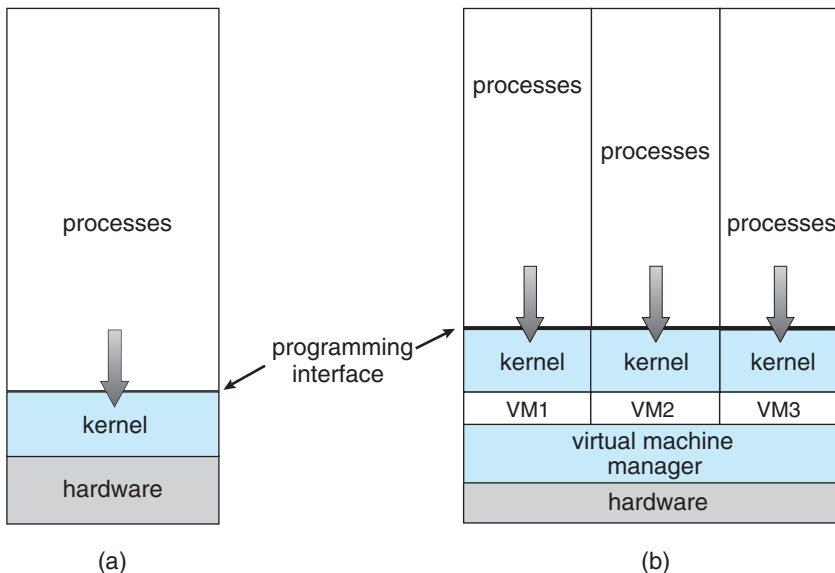 processes
kernel
hardware
(a)
programming
interface
processes
processes
processes
kernel
kernel
kernel
VM1
VM2
VM3
virtual machine
manager
hardware
(b)